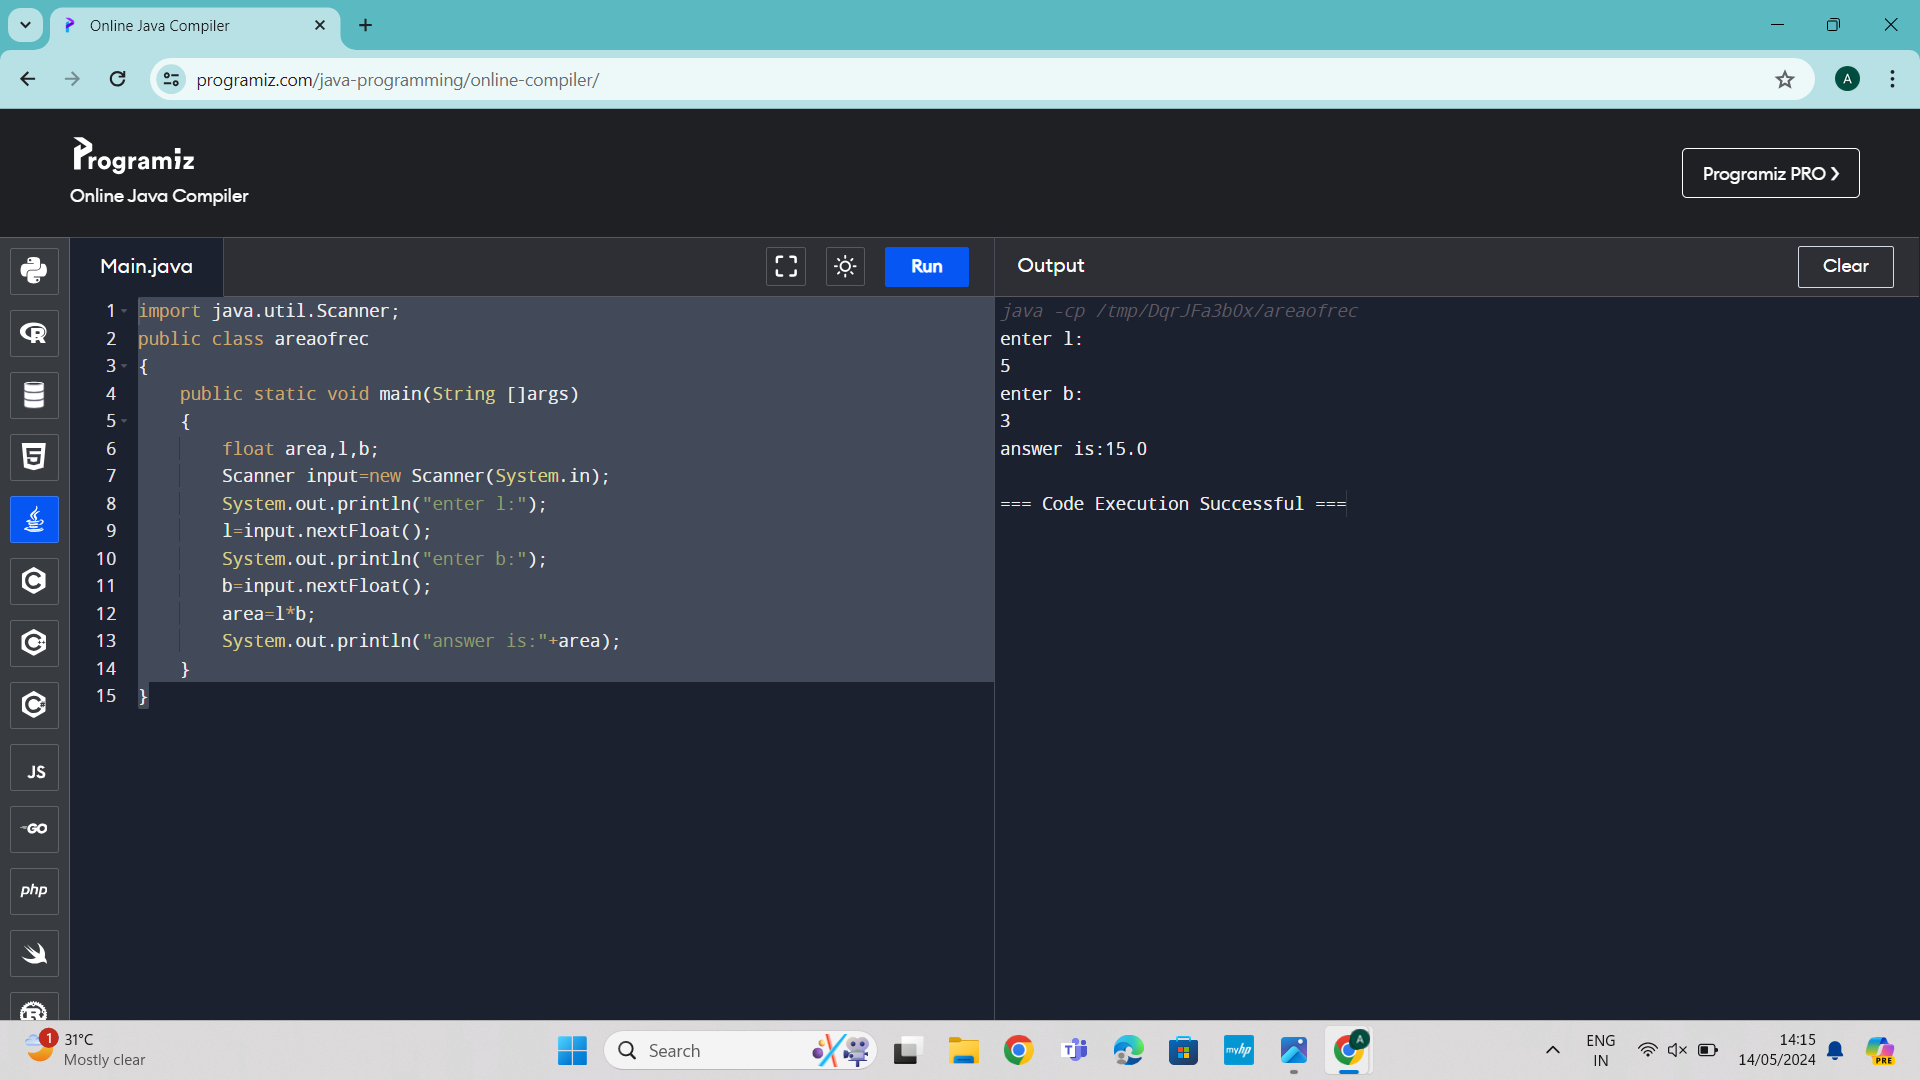 Online Java Compiler
programiz.com/java-programming/online-compiler/
A
Programiz
Online Java Compiler
Programiz PRO ❯
Main.java
Run
Output
Clear
1 import java.util.Scanner;
2 public class areaofrec
3 {
4     public static void main(String []args)
5     {
6         float area,l,b;
7         Scanner input=new Scanner(System.in);
8         System.out.println("enter l:");
9         l=input.nextFloat();
10         System.out.println("enter b:");
11         b=input.nextFloat();
12         area=l*b;
13         System.out.println("answer is:"+area);
14     }
15 }
java -cp /tmp/DqrJFa3bOx/areaofrec
enter l:
5
enter b:
3
answer is:15.0
=== Code Execution Successful ===
JS
GO
php
1
31°C
Mostly clear
Search
myhp
A
ENG
IN
14:15
14/05/2024
PRE